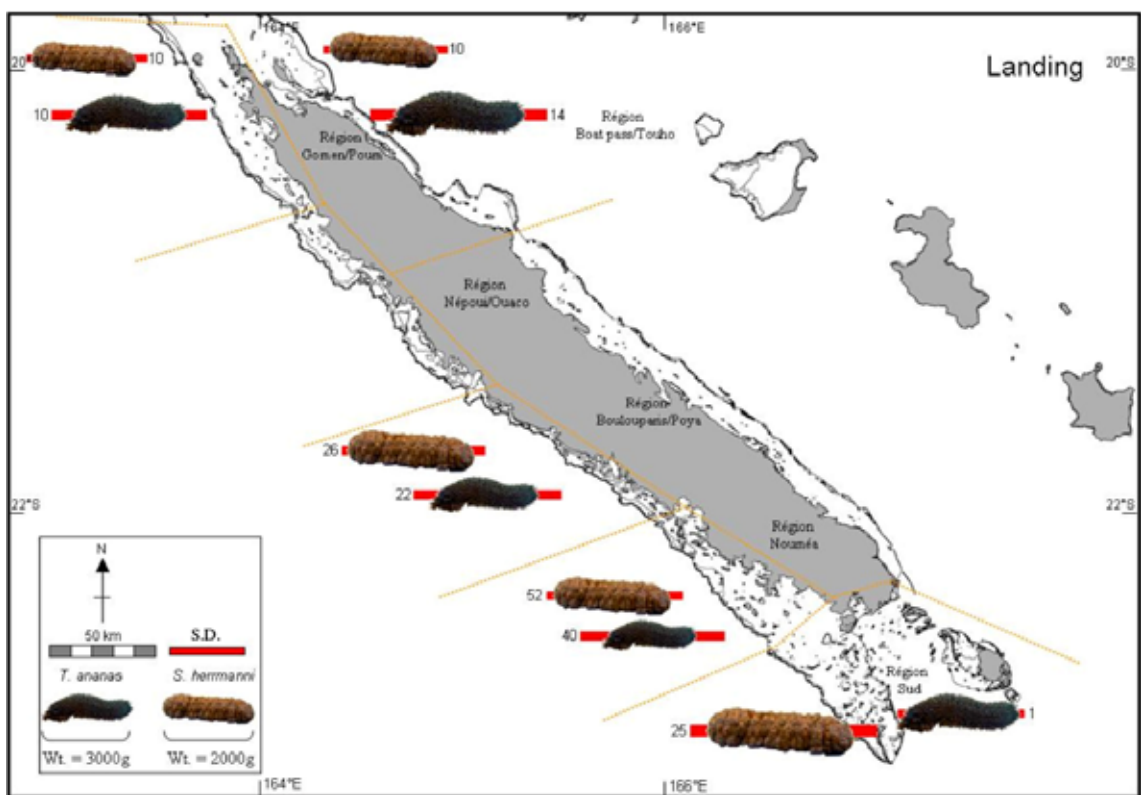 164°E
166°E
20°
20°S
Landing
10
10
10
14
Région
Boat pass/Touho
Région
Gomen/Poum
Région
Népoui/Ouaco
Région
Boulouparis/Poya
26
22
22°S
22°S
Région
Nouméa
52
40
Région
Sud
25
1
N
50 km
S.D.
T. ananas
S. herrmanni
Wt. = 3000g
Wt. = 2000g
164°E
166°E